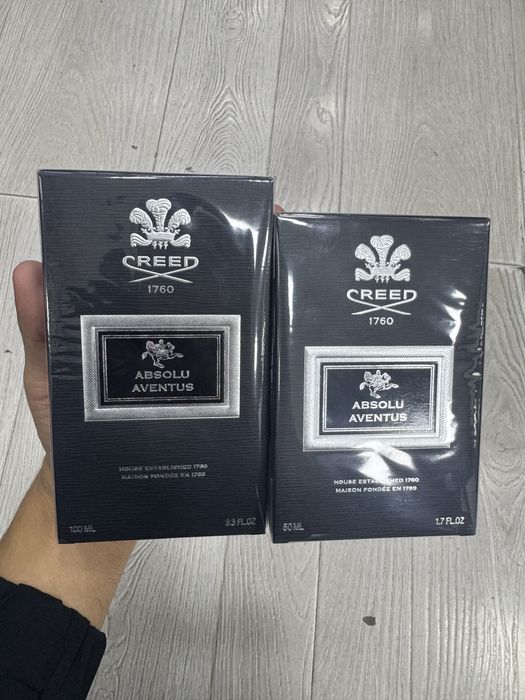 CREED
1760
ABSOLU
AVENTUS
HOUSE ESTABLISHED 1760
MAISON FONDÉE EN 1760
100 ML
3.3 FL.OZ
CREED
1760
ABSOLU
AVENTUS
HOUSE ESTABLISHED 1760
MAISON FONDÉE EN 1760
50 ML
1.7 FL.OZ